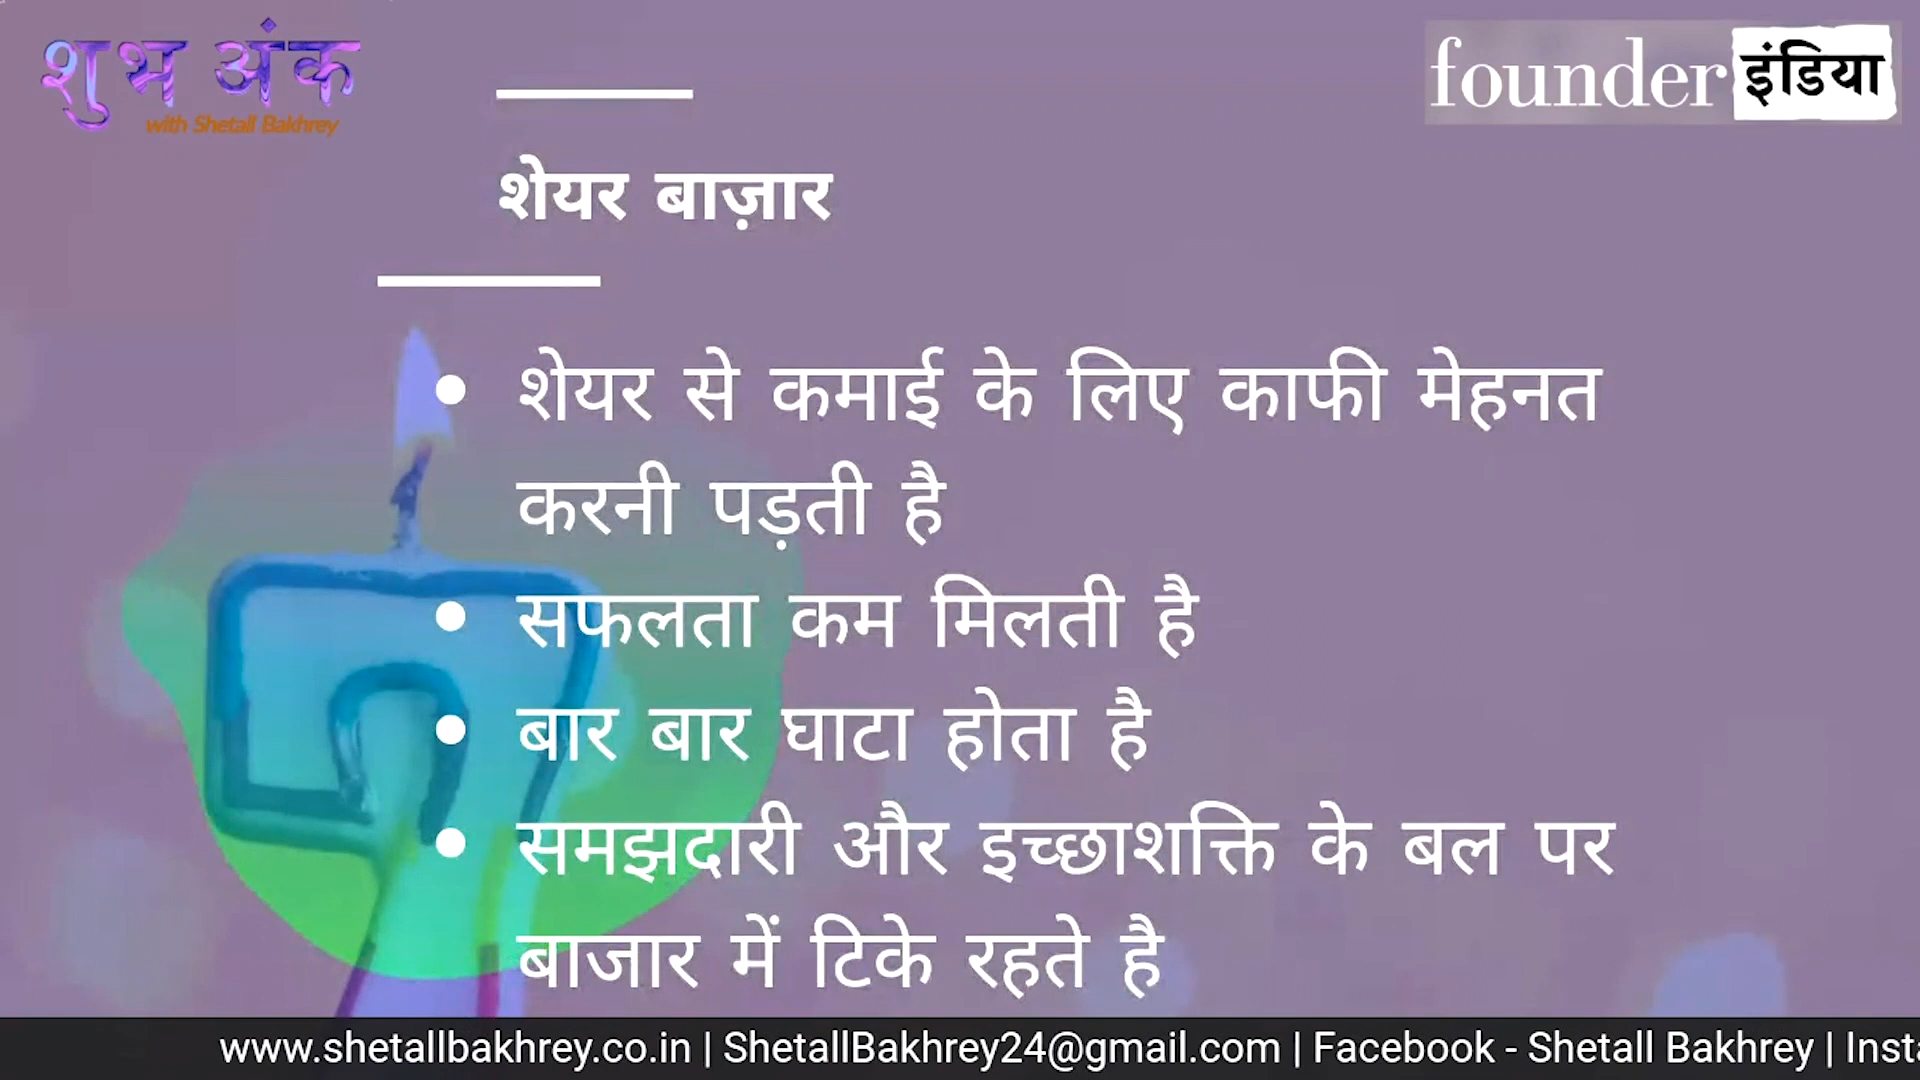 शुभ अंक
with Shetall Bakhrey
founder इंडिया
शेयर बाज़ार
• शेयर से कमाई के लिए काफी मेहनत
करनी पड़ती है
• सफलता कम मिलती है
• बार बार घाटा होता है
• समझदारी और इच्छाशक्ति के बल पर
बाजार में टिके रहते है
www.shetallbakhrey.co.in | ShetallBakhrey24@gmail.com | Facebook - Shetall Bakhrey | Insta